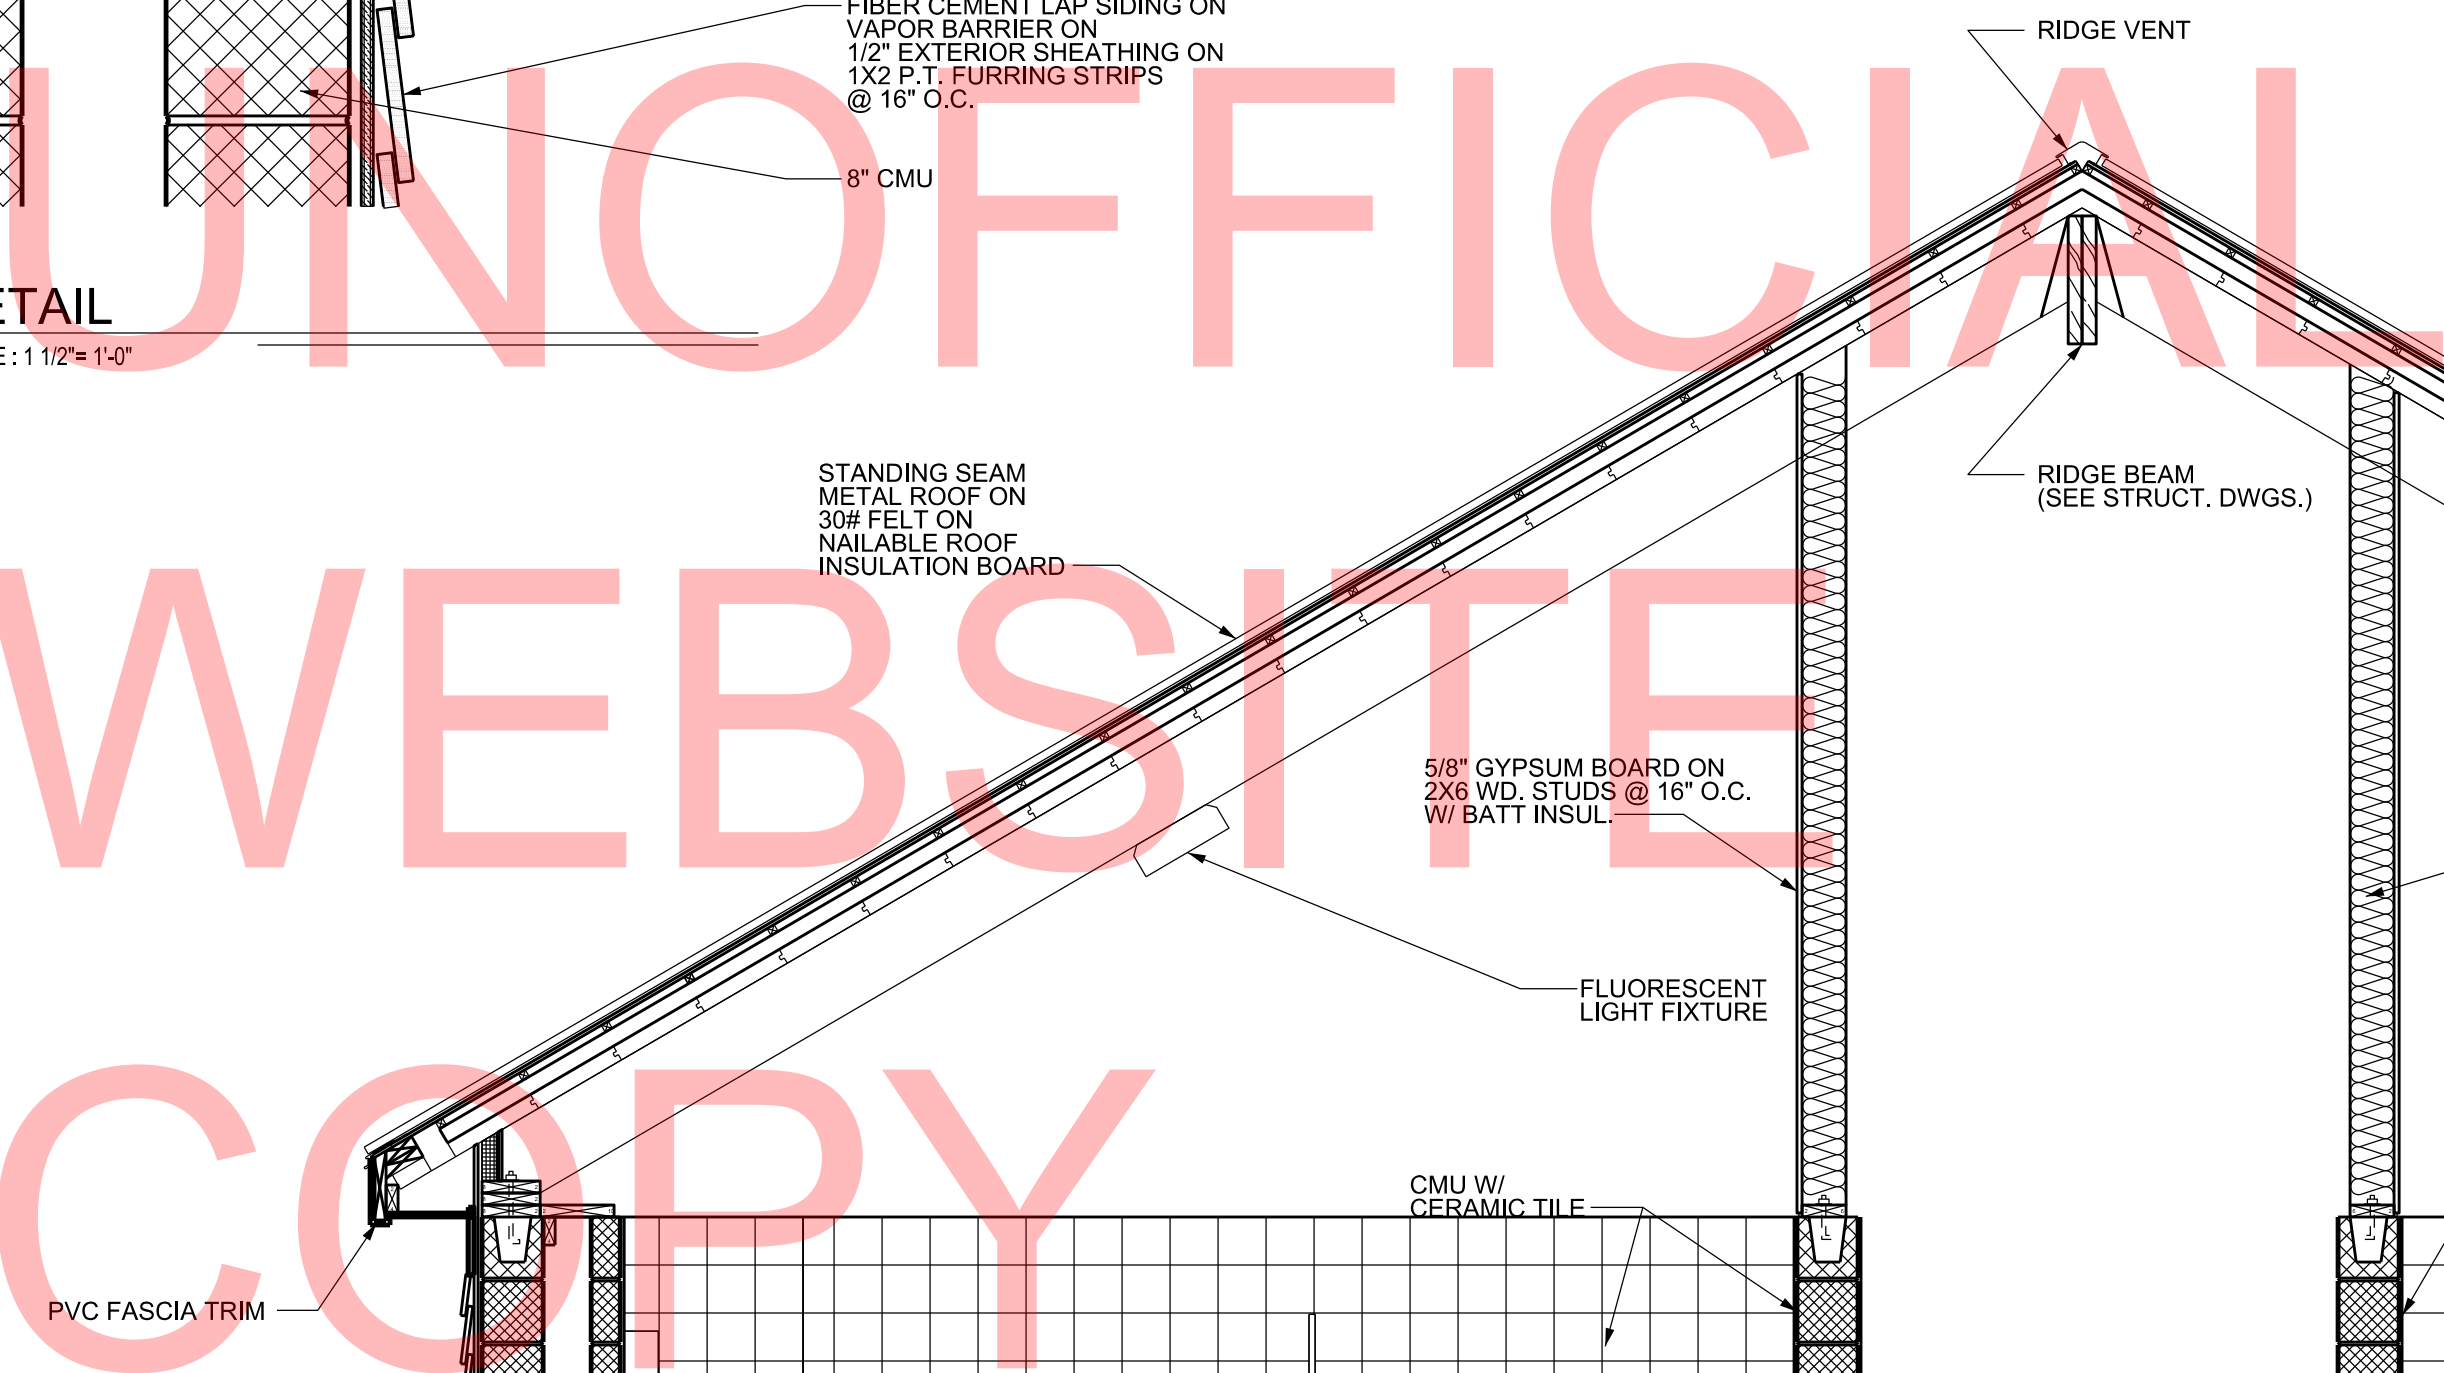 FIBER CEMENT LAP SIDING ON
VAPOR BARRIER ON
1/2" EXTERIOR SHEATHING ON
1X2 P.T. FURRING STRIPS
@ 16" O.C.
8" CMU
RIDGE VENT
ETAIL
E : 1 1/2"= 1'-0"
STANDING SEAM
METAL ROOF ON
30# FELT ON
NAILABLE ROOF
INSULATION BOARD
RIDGE BEAM
(SEE STRUCT. DWGS.)
5/8" GYPSUM BOARD ON
2X6 WD. STUDS @ 16" O.C.
W/ BATT INSUL.
FLUORESCENT
LIGHT FIXTURE
CMU W/
CERAMIC TILE
PVC FASCIA TRIM
UNOFFICIAL
WEBSITE
COPY